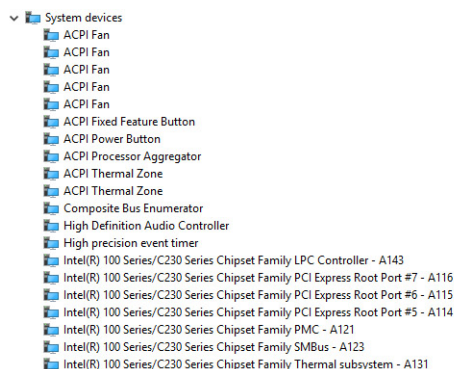 System devices
ACPI Fan
ACPI Fan
ACPI Fan
ACPI Fan
ACPI Fan
ACPI Fixed Feature Button
ACPI Power Button
ACPI Processor Aggregator
ACPI Thermal Zone
ACPI Thermal Zone
Composite Bus Enumerator
High Definition Audio Controller
High precision event timer
Intel(R) 100 Series/C230 Series Chipset Family LPC Controller - A143
Intel(R) 100 Series/C230 Series Chipset Family PCI Express Root Port #7 - A116
Intel(R) 100 Series/C230 Series Chipset Family PCI Express Root Port #6 - A115
Intel(R) 100 Series/C230 Series Chipset Family PCI Express Root Port #5 - A114
Intel(R) 100 Series/C230 Series Chipset Family PMC - A121
Intel(R) 100 Series/C230 Series Chipset Family SMBus - A123
Intel(R) 100 Series/C230 Series Chipset Family Thermal subsystem - A131